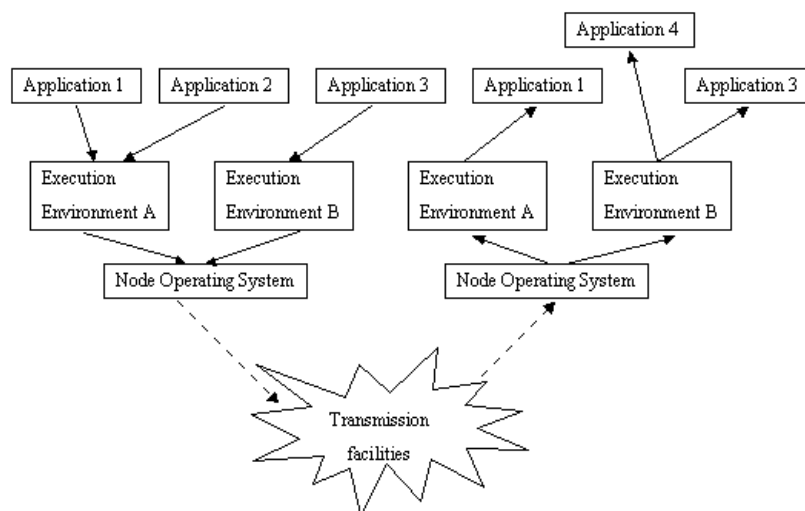 Application 4
Application 1
Application 2
Application 3
Application 1
Application 3
Execution
Environment A
Execution
Environment B
Execution
Environment A
Execution
Environment B
Node Operating System
Node Operating System
Transmission
facilities